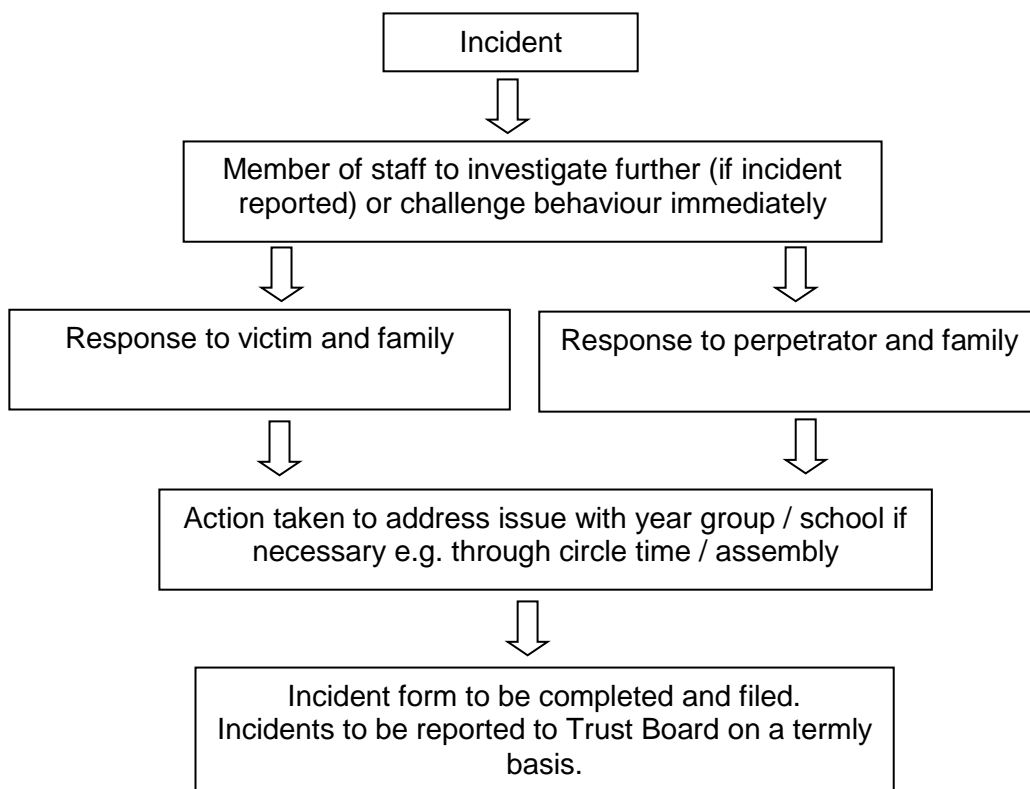 Incident
Member of staff to investigate further (if incident
reported) or challenge behaviour immediately
Response to victim and family
Response to perpetrator and family
Action taken to address issue with year group / school if
necessary e.g. through circle time / assembly
Incident form to be completed and filed.
Incidents to be reported to Trust Board on a termly
basis.